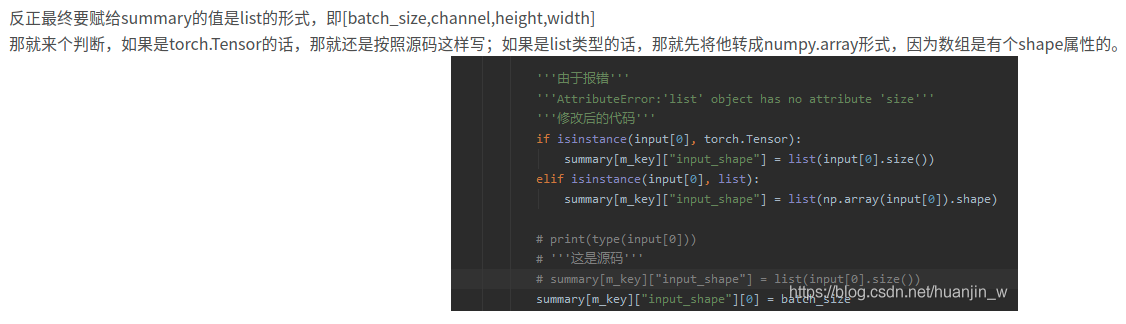 反正最终要赋给summary的值是list的形式，即[batch_size,channel,height,width]
那就来个判断，如果是torch.Tensor的话，那就还是按照源码这样写；如果是list类型的话，那就先将他转成numpy.array形式，因为数组是有个shape属性的。
'''由于报错'''
'''AttributeError:'list' object has no attribute 'size'''
'''修改后的代码'''
if isinstance(input[0], torch.Tensor):
    summary[m_key]["input_shape"] = list(input[0].size())
elif isinstance(input[0], list):
    summary[m_key]["input_shape"] = list(np.array(input[0]).shape)
# print(type(input[0]))
# '''这是源码'''
# summary[m_key]["input_shape"] = list(input[0].size())
summary[m_key]["input_shape"][0] = batch_size
https://blog.csdn.net/huanjin_w